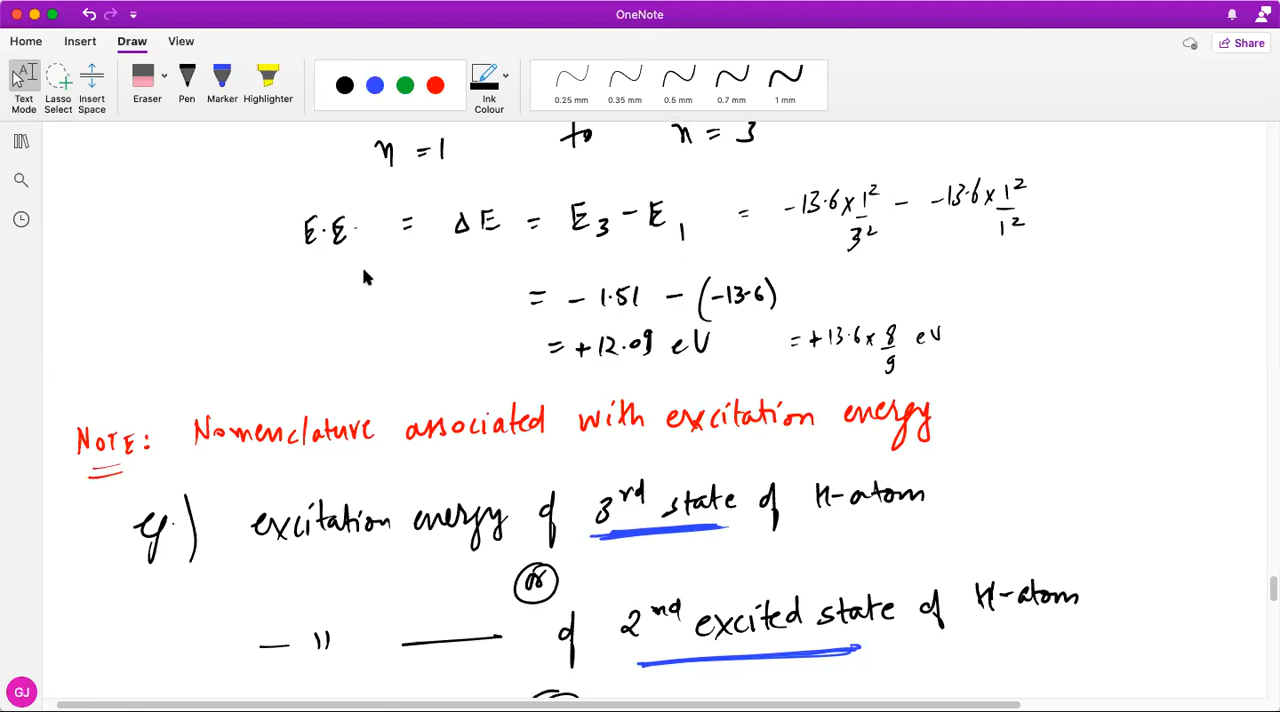 OneNote
Home Insert Draw View
Share
Text Mode
Lasso Select
Insert Space
Eraser
Pen
Marker
Highlighter
Ink Colour
0.25 mm 0.35 mm 0.5 mm 0.7 mm 1 mm
n = 1 to n = 3
E.E. = ΔE = E₃ - E₁ = -13.6 x 1²/3² - -13.6 x 1²/1²
= - 1.51 - (-13.6)
= +12.09 eV = +13.6 x 8/9 eV
NOTE: Nomenclature associated with excitation energy
eg.) excitation energy of 3rd state of H-atom
or
— " —— of 2nd excited state of H-atom
GJ